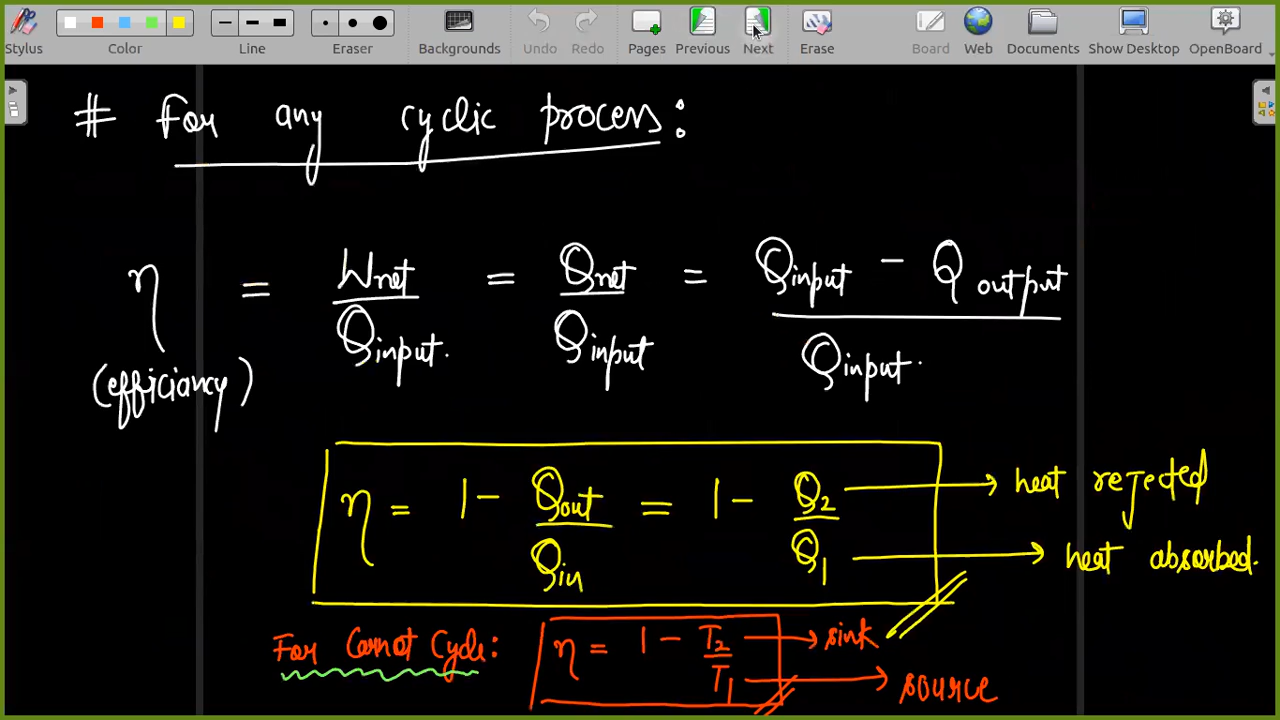 Stylus Color Line Eraser Backgrounds Undo Redo Pages Previous Next Erase Board Web Documents Show Desktop OpenBoard
# For any cyclic process:
η = Wnet / Qinput. = Qnet / Qinput = Qinput - Qoutput / Qinput.
(efficiancy)
η = 1 - Qout / Qin = 1 - Q2 / Q1 → heat rejected
→ heat absorbed.
For Carnot Cycle: η = 1 - T2 / T1 → sink
→ source